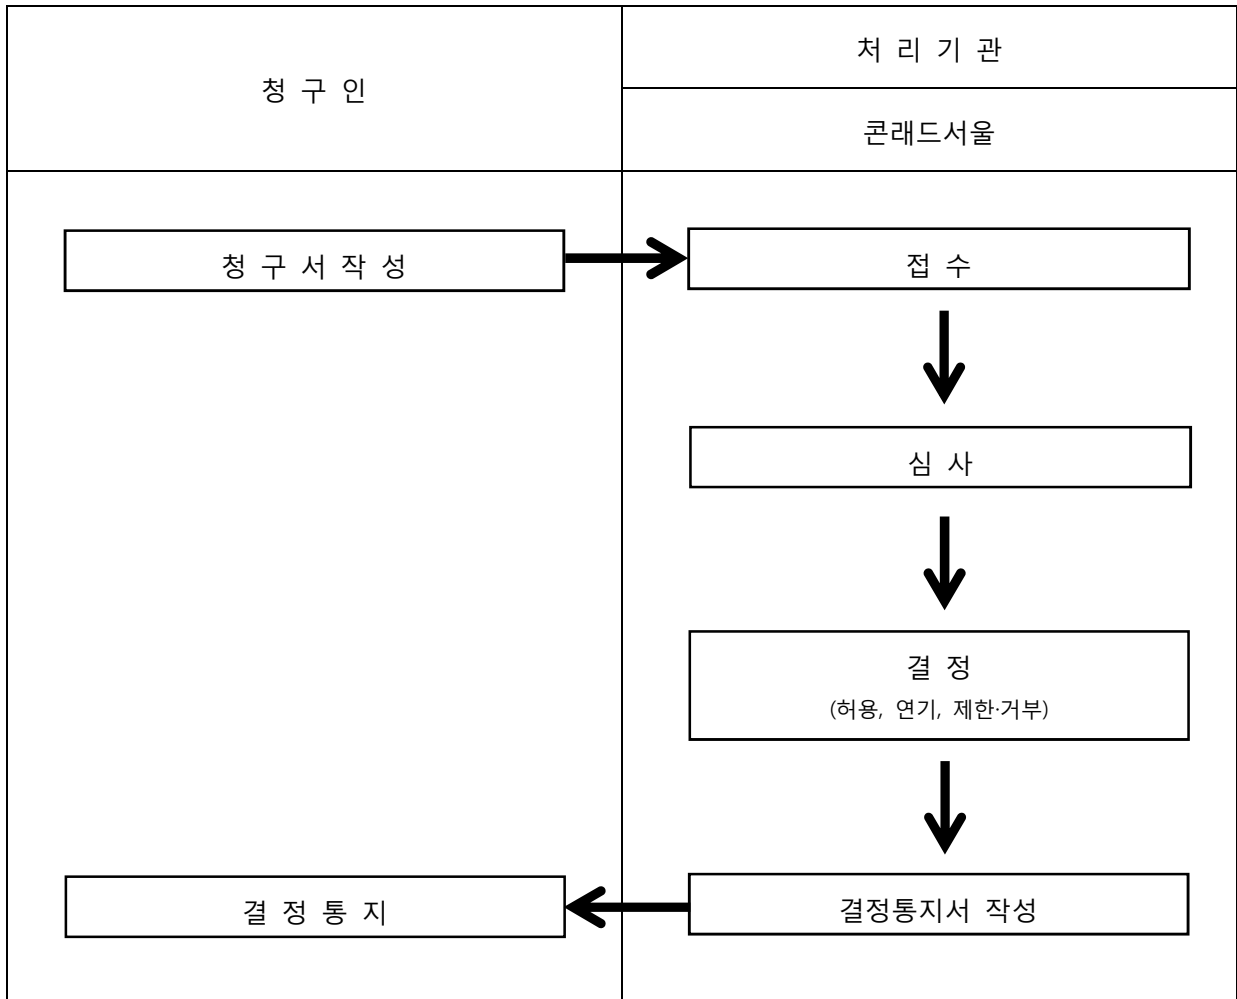 청 구 인
처 리 기 관
콘래드서울
청 구 서 작 성
접 수
심 사
결 정
(허용, 연기, 제한·거부)
결 정 통 지
결정통지서 작성